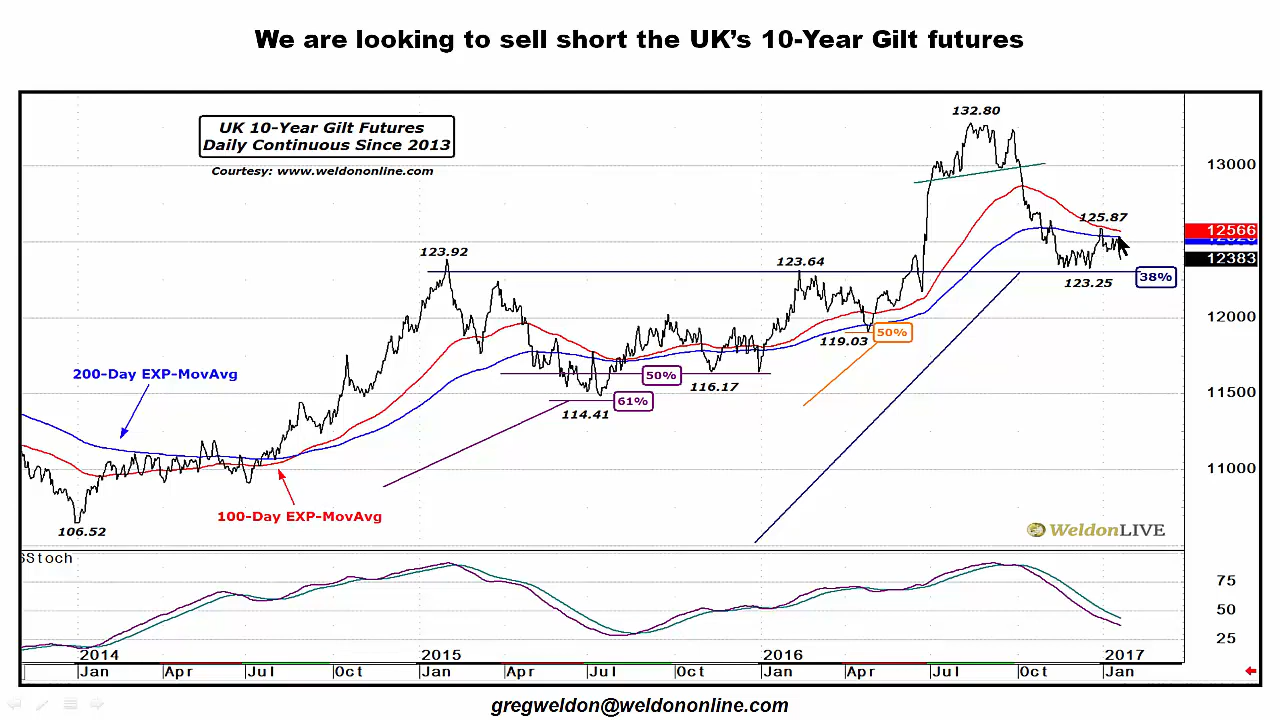 We are looking to sell short the UK's 10-Year Gilt futures
UK 10-Year Gilt Futures
Daily Continuous Since 2013
Courtesy: www.weldononline.com
132.80
13000
125.87
12566
12383
123.92
123.64
38%
123.25
12000
119.03
50%
200-Day EXP-MovAvg
50%
116.17
11500
61%
114.41
11000
100-Day EXP-MovAvg
106.52
WeldonLIVE
SStoch
75
50
25
2014
2015
2016
2017
Jan
Apr
Jul
Oct
Jan
Apr
Jul
Oct
Jan
Apr
Jul
Oct
Jan
gregweldon@weldononline.com